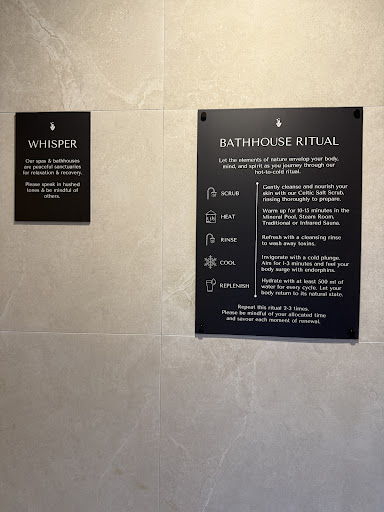 WHISPER
Our spas & bathhouses
are peaceful sanctuaries
for relaxation & recovery.
Please speak in hushed
tones & be mindful of
others.
BATHHOUSE RITUAL
Let the elements of nature envelop your body,
mind, and spirit as you journey through our
hot-to-cold ritual.
SCRUB
Gently cleanse and nourish your
skin with our Celtic Salt Scrub,
rinsing thoroughly to prepare.
HEAT
Warm up for 10-15 minutes in the
Mineral Pool, Steam Room,
Traditional or Infrared Sauna.
RINSE
Refresh with a cleansing rinse
to wash away toxins.
COOL
Invigorate with a cold plunge.
Aim for 1-3 minutes and feel your
body surge with endorphins.
REPLENISH
Hydrate with at least 500 ml of
water for every cycle. Let your
body return to its natural state.
Repeat this ritual 2-3 times.
Please be mindful of your allocated time
and savour each moment of renewal.